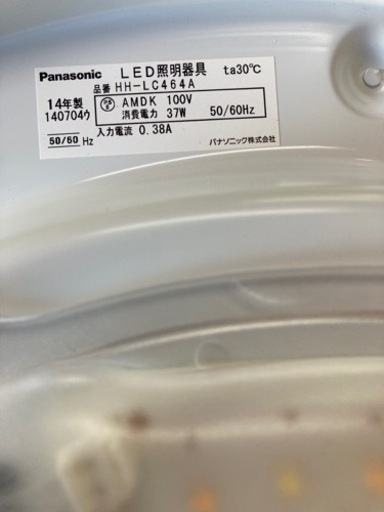 Panasonic LED照明器具 ta30℃
品番 HH-LC464A
14年製 AMDK 100V
140704ウ 消費電力 37W 50/60Hz
50/60 Hz 入力電流 0.38A
パナソニック株式会社